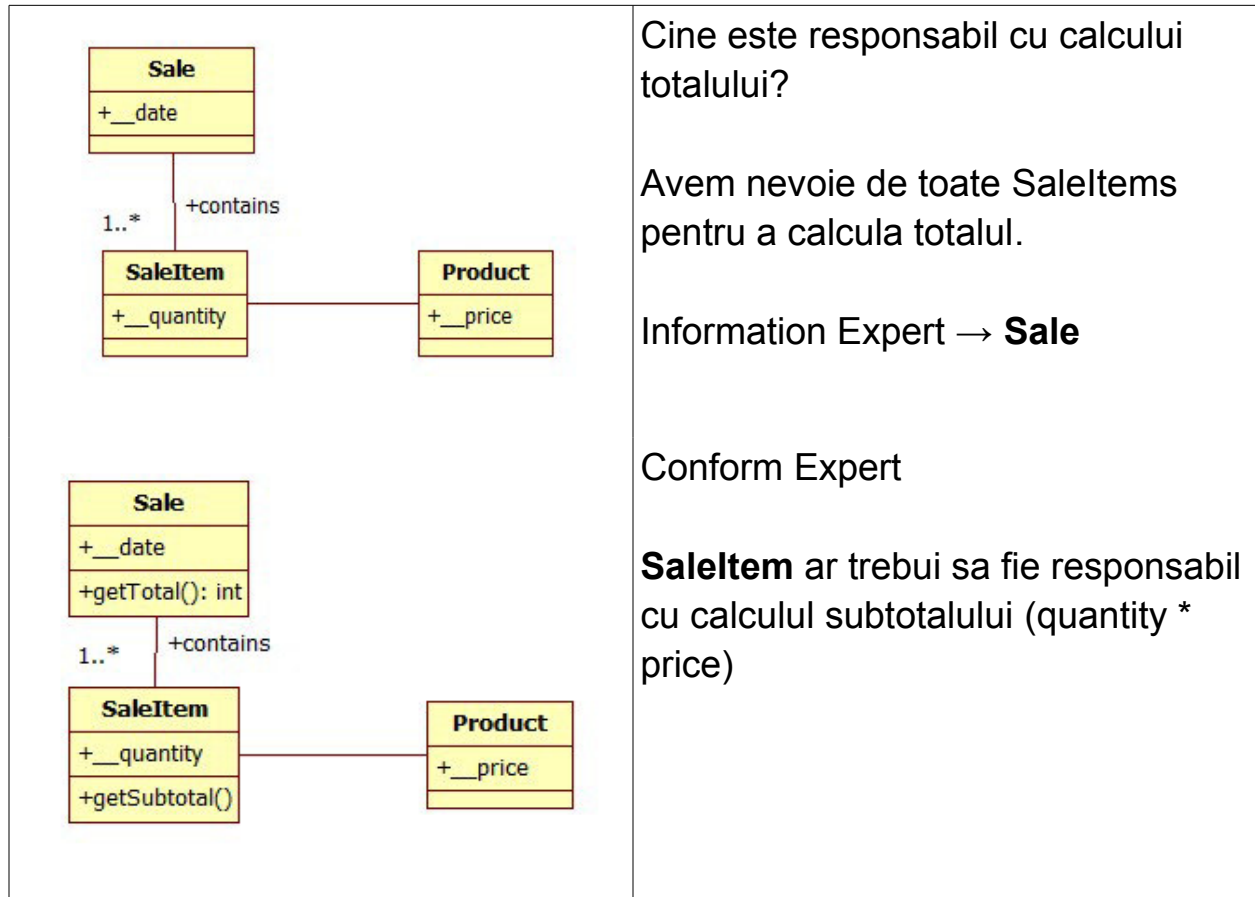 Sale
+__date
+contains
1..*
SaleItem
+__quantity
Product
+__price
Cine este responsabil cu calcului
totalului?
Avem nevoie de toate SaleItems
pentru a calcula totalul.
Information Expert → Sale
Sale
+__date
+getTotal(): int
+contains
1..*
SaleItem
+__quantity
+getSubtotal()
Product
+__price
Conform Expert
SaleItem ar trebui sa fie responsabil
cu calculul subtotalului (quantity *
price)